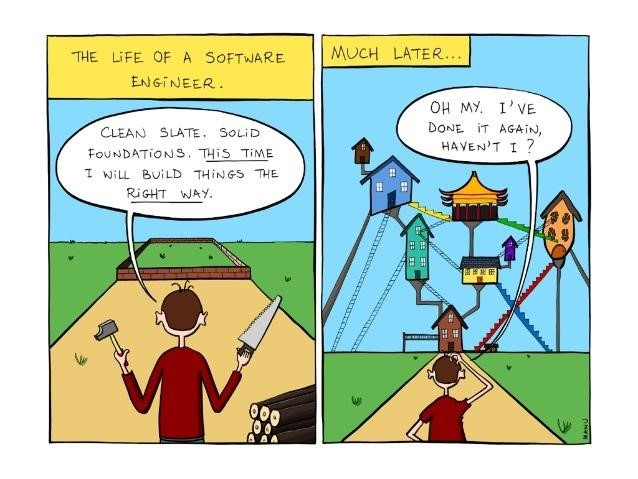 THE LIFE OF A SOFTWARE
ENGINEER.
CLEAN SLATE. SOLID
FOUNDATIONS. THIS TIME
I WILL BUILD THINGS THE
RIGHT WAY.
MUCH LATER...
OH MY. I'VE
DONE IT AGAIN,
HAVEN'T I ?
MANU